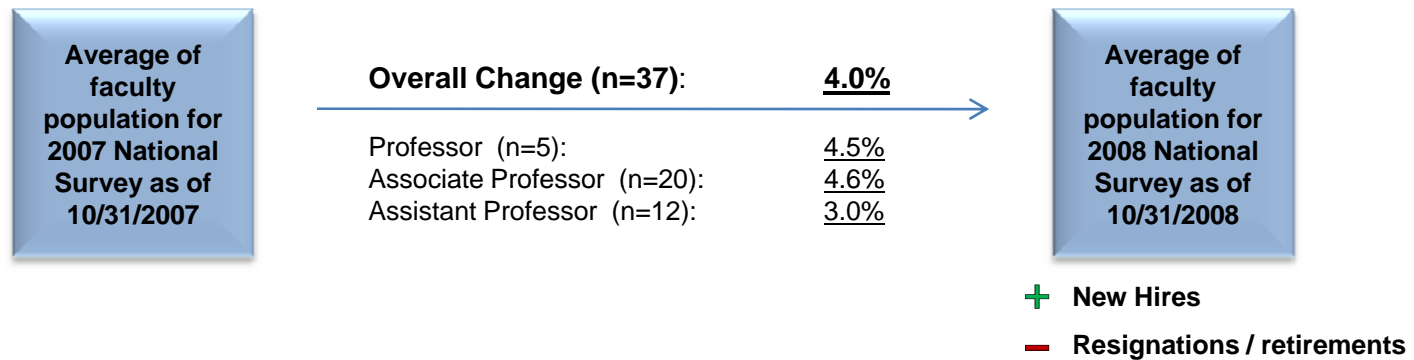 Average of
faculty
population for
2007 National
Survey as of
10/31/2007
Overall Change (n=37): 4.0%
Professor (n=5): 4.5%
Associate Professor (n=20): 4.6%
Assistant Professor (n=12): 3.0%
Average of
faculty
population for
2008 National
Survey as of
10/31/2008
+ New Hires
− Resignations / retirements